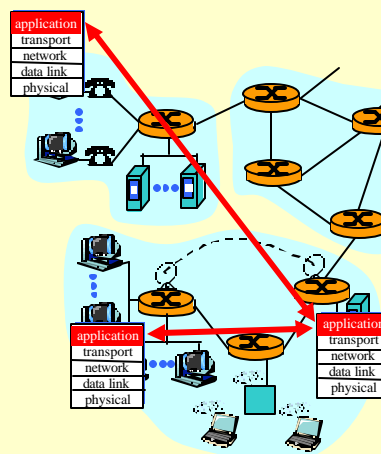 application
transport
network
data link
physical
application
transport
network
data link
physical
application
transport
network
data link
physical